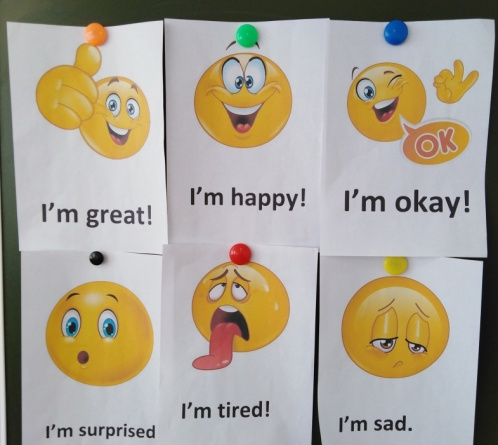 I'm great!
I'm happy!
OK
I'm okay!
I'm surprised
I'm tired!
I'm sad.